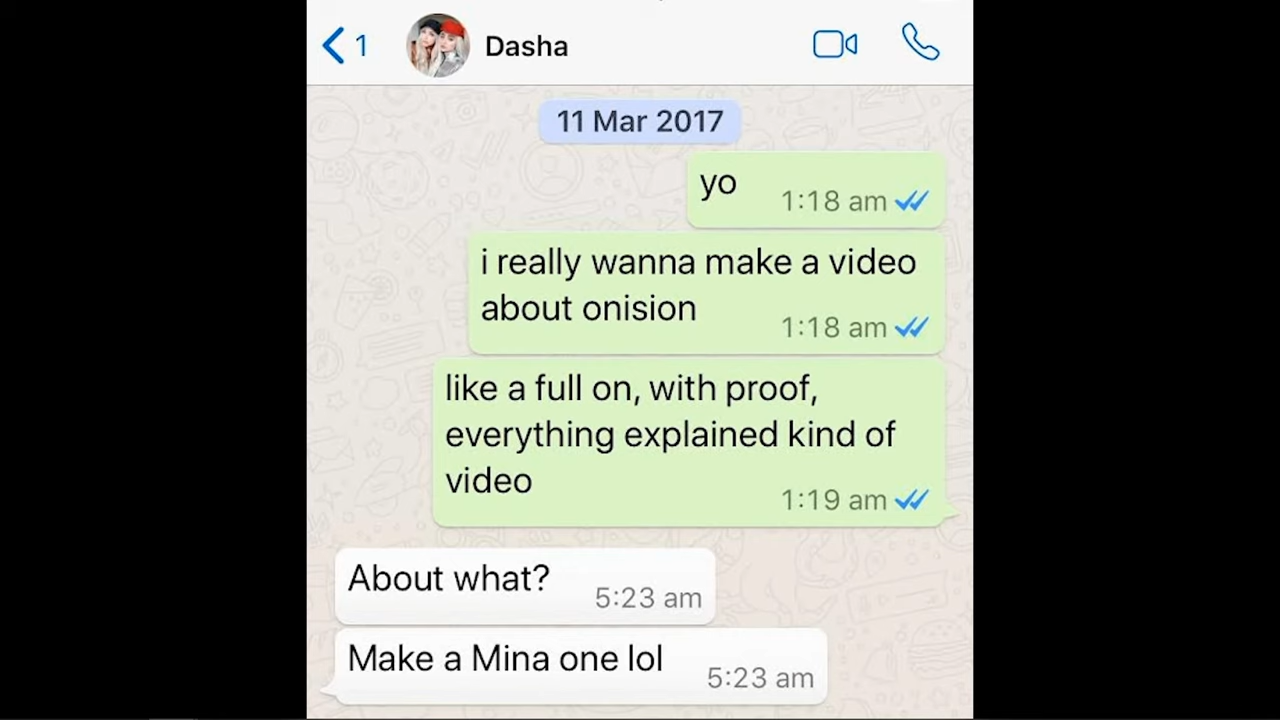 1 Dasha
11 Mar 2017
yo
1:18 am
i really wanna make a video
about onision
1:18 am
like a full on, with proof,
everything explained kind of
video
1:19 am
About what?
5:23 am
Make a Mina one lol
5:23 am